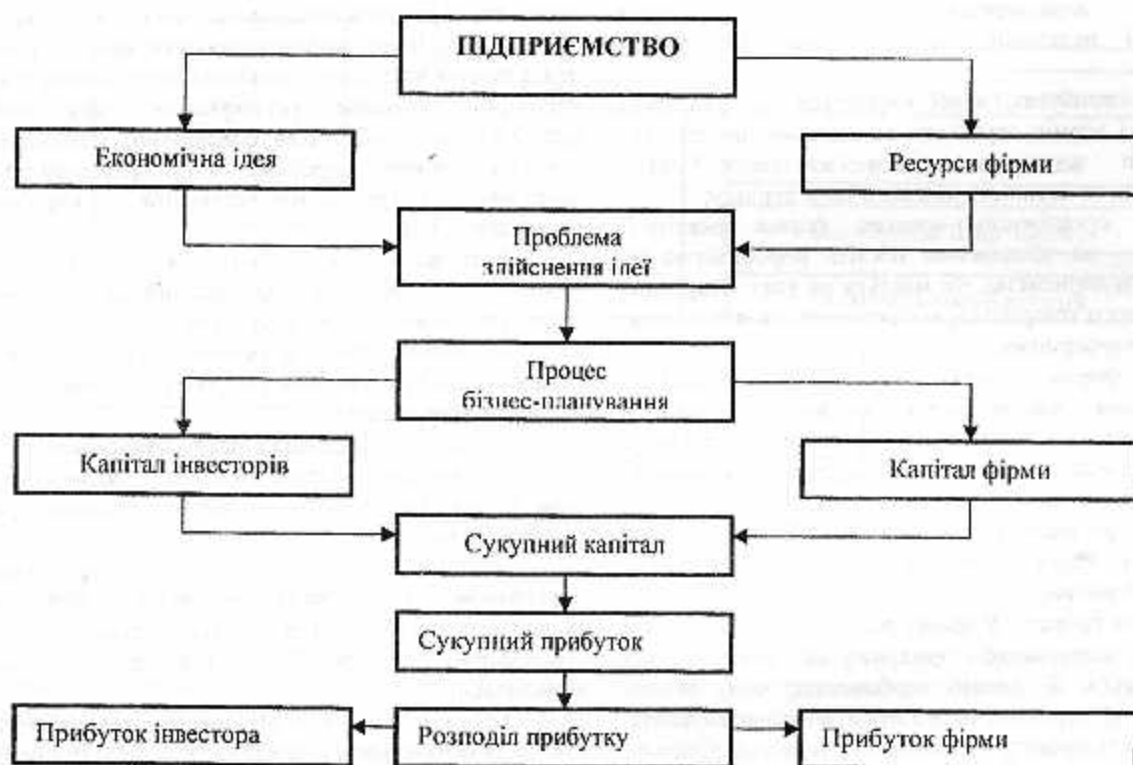 ПІДПРИЄМСТВО
Економічна ідея
Ресурси фірми
Проблема
здійснення ідеї
Процес
бізнес-планування
Капітал інвесторів
Капітал фірми
Сукупний капітал
Сукупний прибуток
Прибуток інвестора
Розподіл прибутку
Прибуток фірми